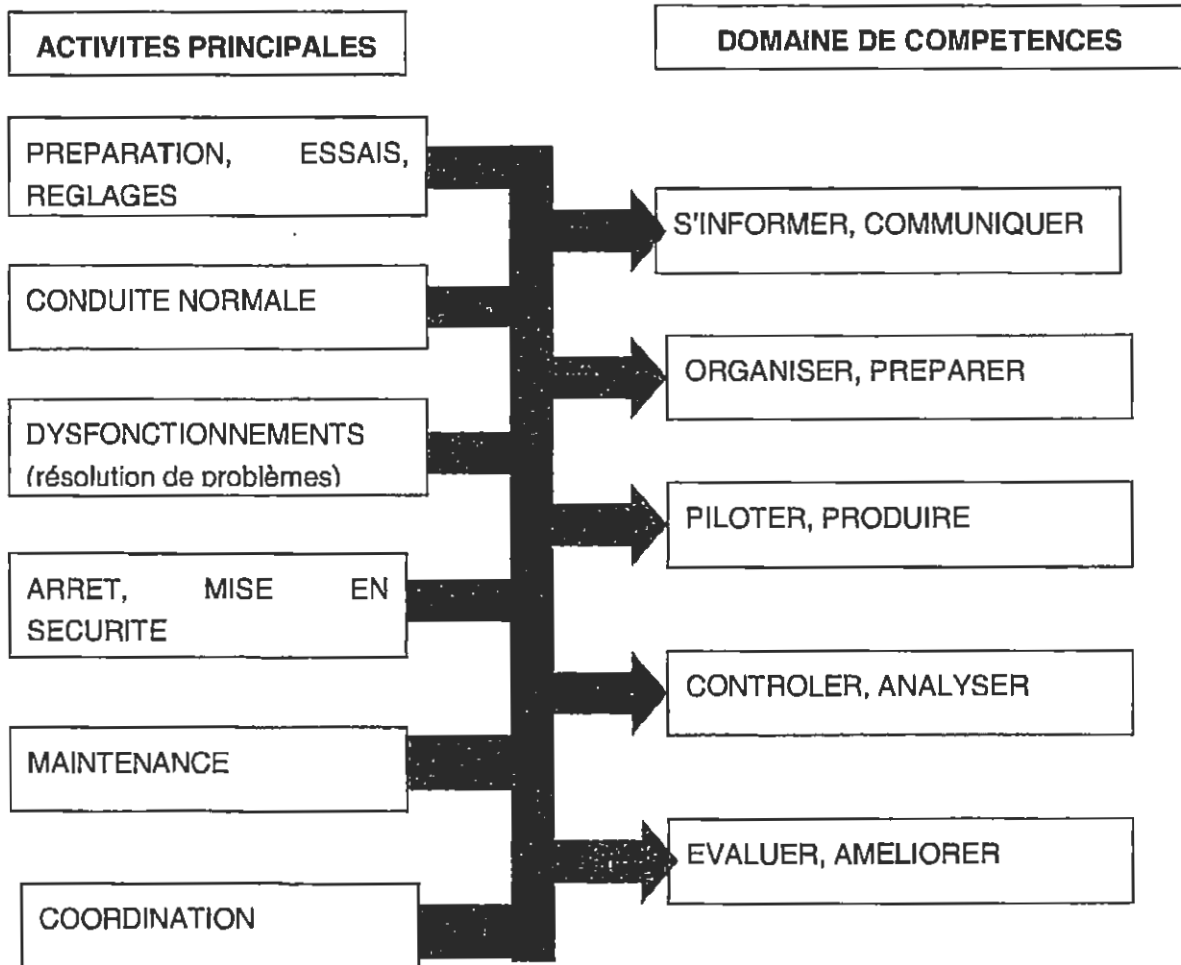 ACTIVITES PRINCIPALES
DOMAINE DE COMPETENCES
PREPARATION, ESSAIS,
REGLAGES
CONDUITE NORMALE
DYSFONCTIONNEMENTS
(résolution de problèmes)
ARRET, MISE EN
SECURITE
MAINTENANCE
COORDINATION
S'INFORMER, COMMUNIQUER
ORGANISER, PREPARER
PILOTER, PRODUIRE
CONTROLER, ANALYSER
EVALUER, AMELIORER